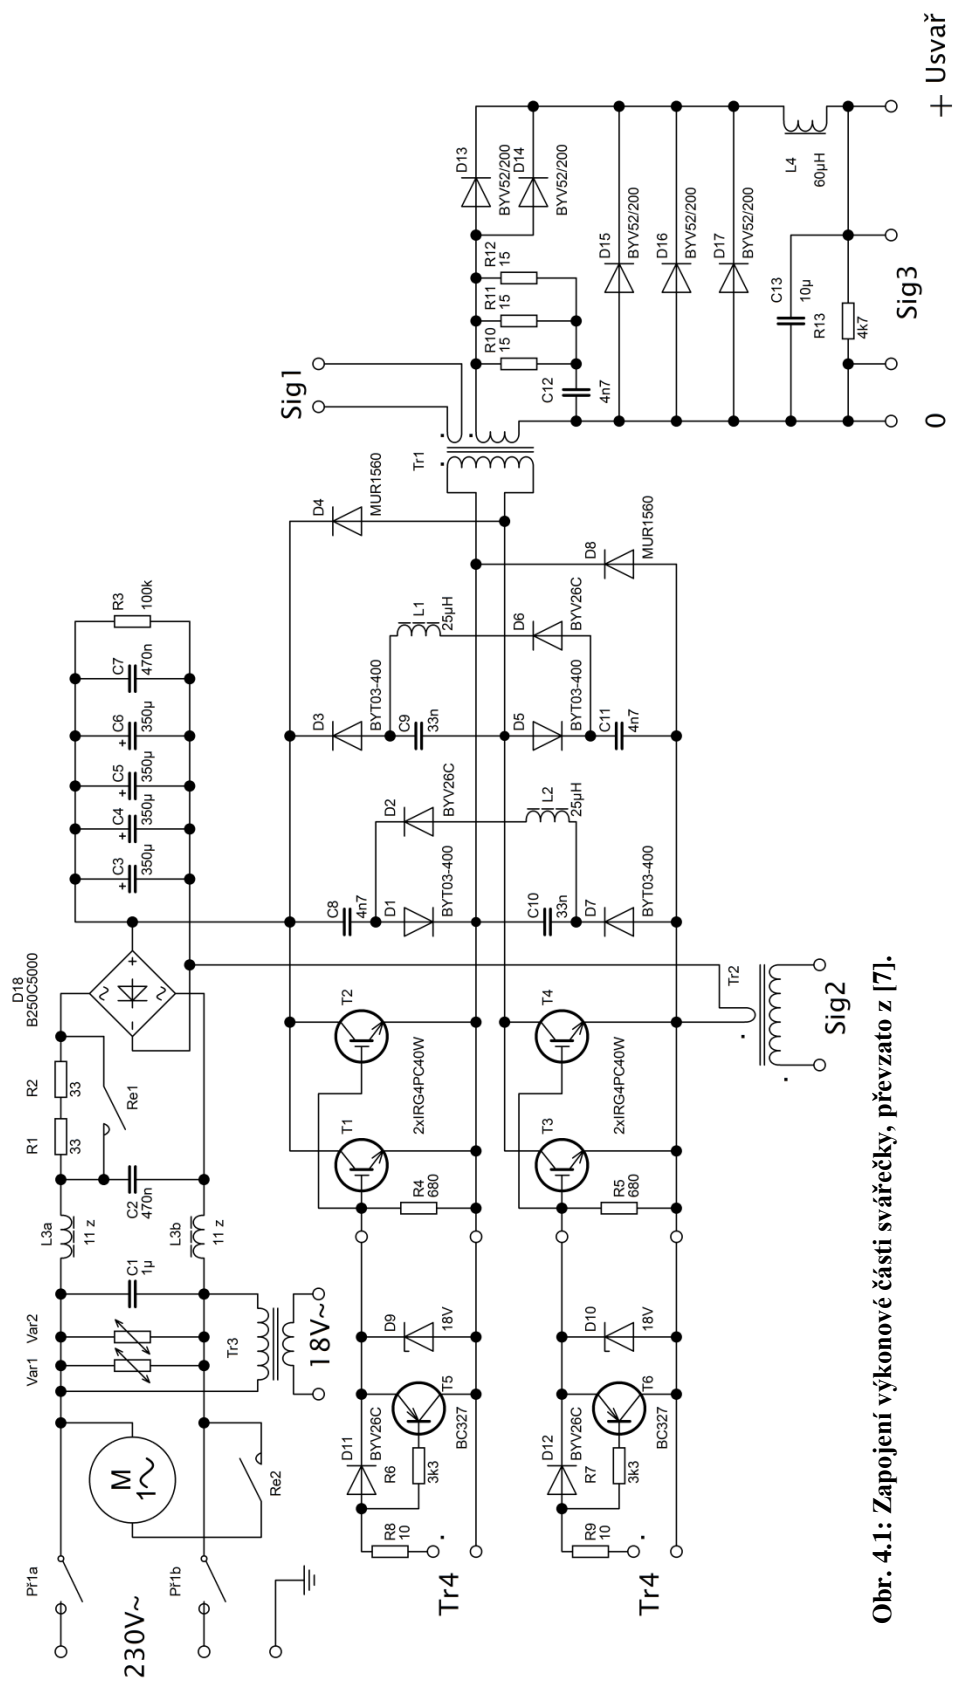 230V~
Př1a
Př1b
M
1~
Re2
Var1
Var2
Tr3
18V~
C1
1µ
L3a
11 z
L3b
11 z
C2
470n
R1
33
R2
33
Re1
D18
B250C5000
~
~
+
−
+ C3
350µ
+ C4
350µ
+ C5
350µ
+ C6
350µ
C7
470n
R3
100k
Tr4
R8
10
D11
BYV26C
R6
3k3
T5
BC327
D9
18V
R4
680
T1
T2
2xIRG4PC40W
Tr4
R9
10
D12
BYV26C
R7
3k3
T6
BC327
D10
18V
R5
680
T3
T4
2xIRG4PC40W
Tr2
Sig2
C8
4n7
D1
BYT03-400
D2
BYV26C
L2
25µH
C10
33n
D7
BYT03-400
D3
BYT03-400
C9
33n
L1
25µH
D5
BYT03-400
D6
BYV26C
C11
4n7
D4
MUR1560
D8
MUR1560
Tr1
Sig1
R10
15
R11
15
R12
15
C12
4n7
D13
BYV52/200
D14
BYV52/200
D15
BYV52/200
D16
BYV52/200
D17
BYV52/200
C13
10µ
R13
4k7
L4
60µH
Sig3
0
+ Usvař
Obr. 4.1: Zapojení výkonové části svářečky, převzato z [7].